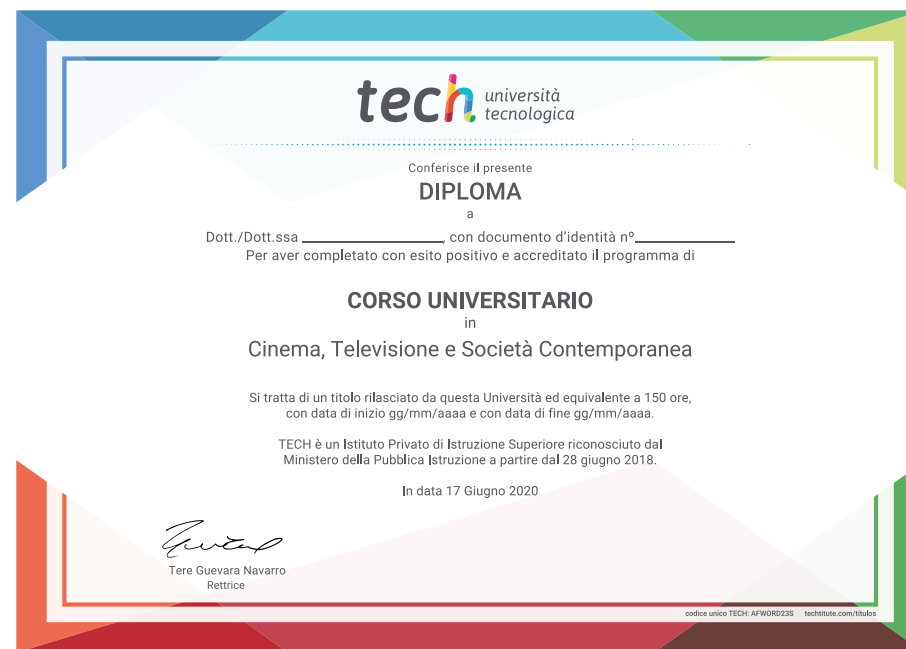 tech università
tecnologica
Conferisce il presente
DIPLOMA
a
Dott./Dott.ssa ____________________, con documento d'identità nº______________
Per aver completato con esito positivo e accreditato il programma di
CORSO UNIVERSITARIO
in
Cinema, Televisione e Società Contemporanea
Si tratta di un titolo rilasciato da questa Università ed equivalente a 150 ore,
con data di inizio gg/mm/aaaa e con data di fine gg/mm/aaaa.
TECH è un Istituto Privato di Istruzione Superiore riconosciuto dal
Ministero della Pubblica Istruzione a partire dal 28 giugno 2018.
In data 17 Giugno 2020
Tere Guevara Navarro
Rettrice
codice unico TECH: AFWORD23S techtitute.com/titulos